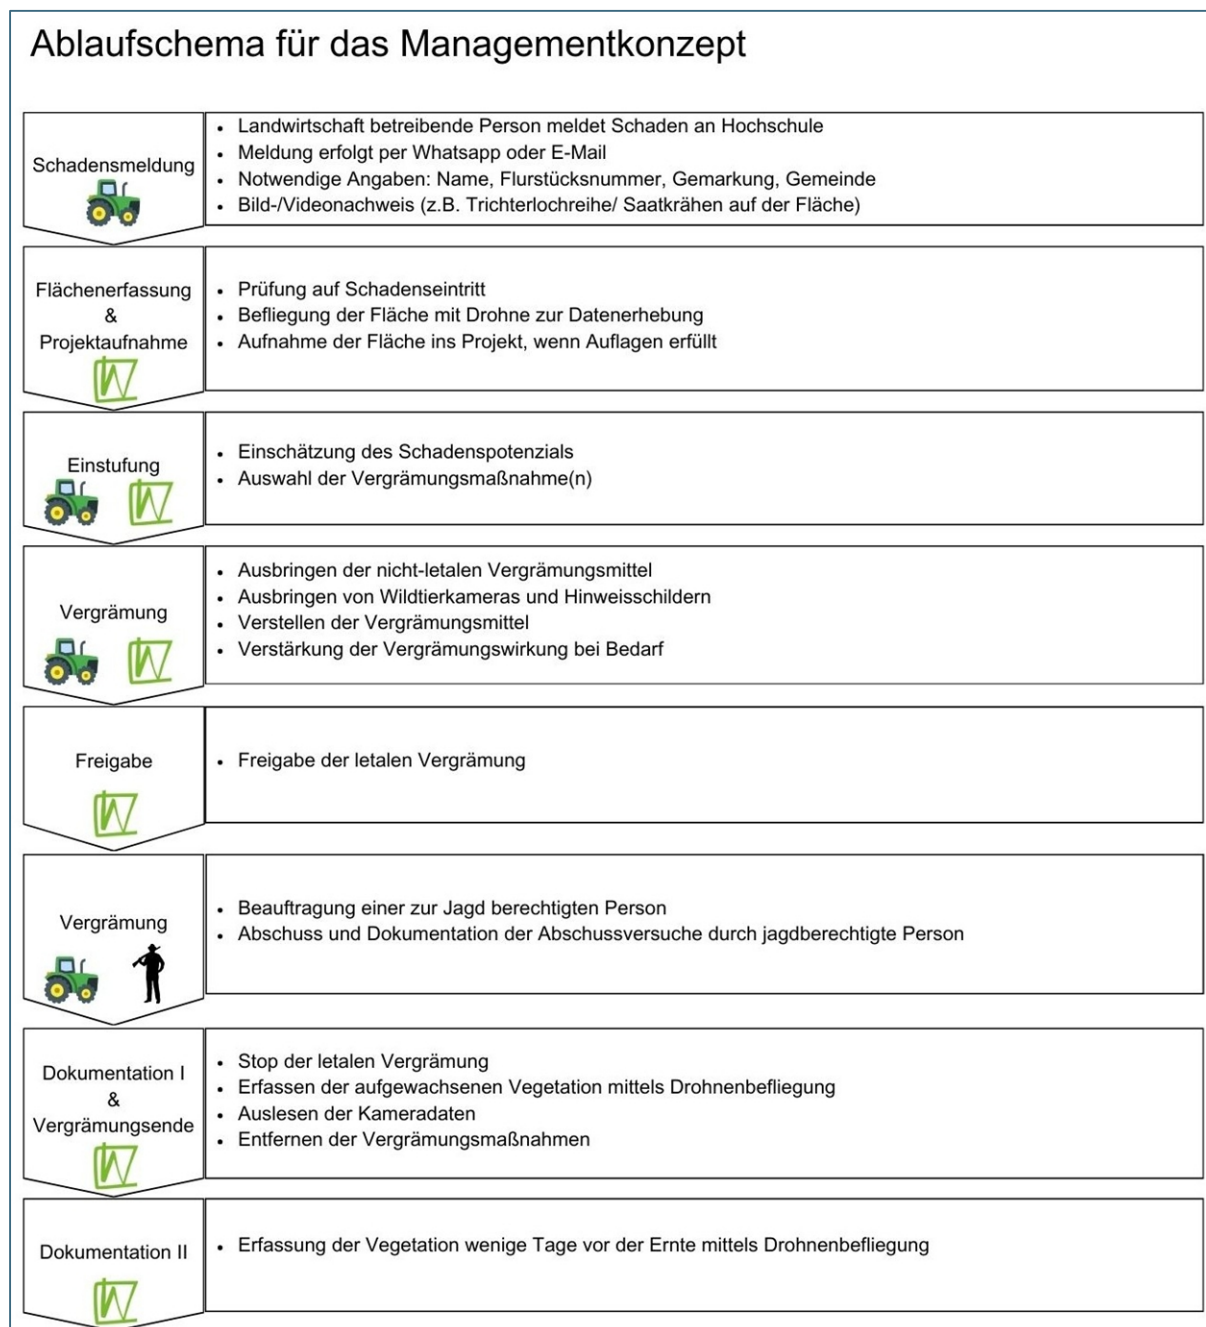 Ablaufschema für das Managementkonzept
Schadensmeldung
• Landwirtschaft betreibende Person meldet Schaden an Hochschule
• Meldung erfolgt per Whatsapp oder E-Mail
• Notwendige Angaben: Name, Flurstücksnummer, Gemarkung, Gemeinde
• Bild-/Videonachweis (z.B. Trichterlochreihe/ Saatkrähen auf der Fläche)
Flächenerfassung
&
Projektaufnahme
• Prüfung auf Schadenseintritt
• Befliegung der Fläche mit Drohne zur Datenerhebung
• Aufnahme der Fläche ins Projekt, wenn Auflagen erfüllt
Einstufung
• Einschätzung des Schadenspotenzials
• Auswahl der Vergrämungsmaßnahme(n)
Vergrämung
• Ausbringen der nicht-letalen Vergrämungsmittel
• Ausbringen von Wildtierkameras und Hinweisschildern
• Verstellen der Vergrämungsmittel
• Verstärkung der Vergrämungswirkung bei Bedarf
Freigabe
• Freigabe der letalen Vergrämung
Vergrämung
• Beauftragung einer zur Jagd berechtigten Person
• Abschuss und Dokumentation der Abschussversuche durch jagdberechtigte Person
Dokumentation I
&
Vergrämungsende
• Stop der letalen Vergrämung
• Erfassen der aufgewachsenen Vegetation mittels Drohnenbefliegung
• Auslesen der Kameradaten
• Entfernen der Vergrämungsmaßnahmen
Dokumentation II
• Erfassung der Vegetation wenige Tage vor der Ernte mittels Drohnenbefliegung